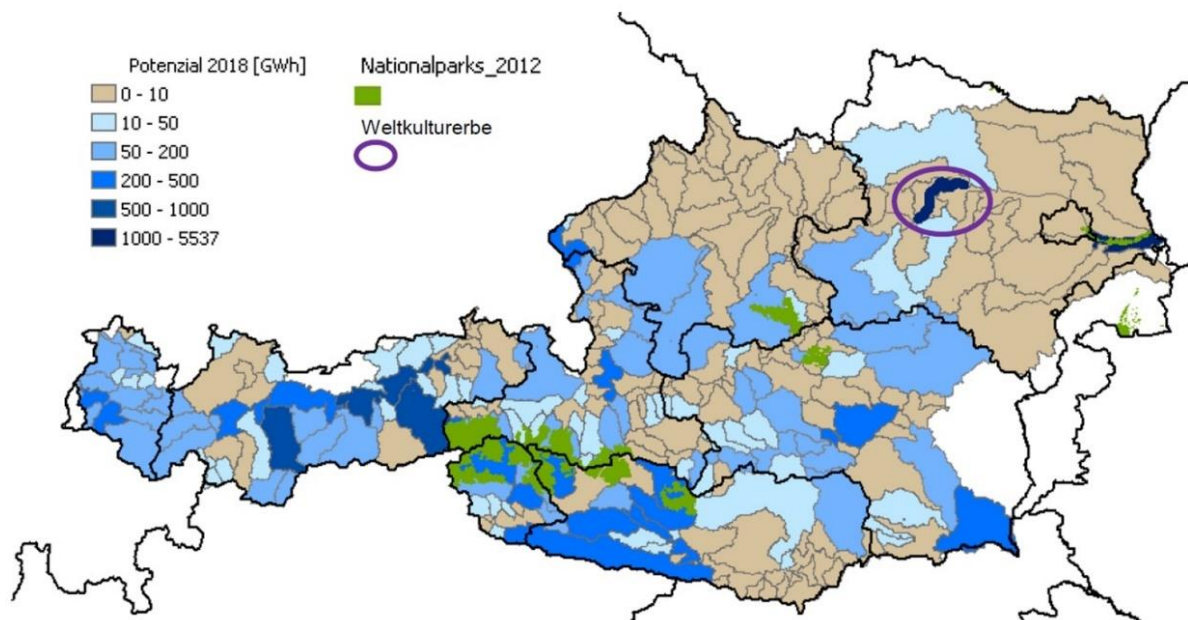 Potenzial 2018 [GWh]
0 - 10
10 - 50
50 - 200
200 - 500
500 - 1000
1000 - 5537
Nationalparks_2012
Weltkulturerbe